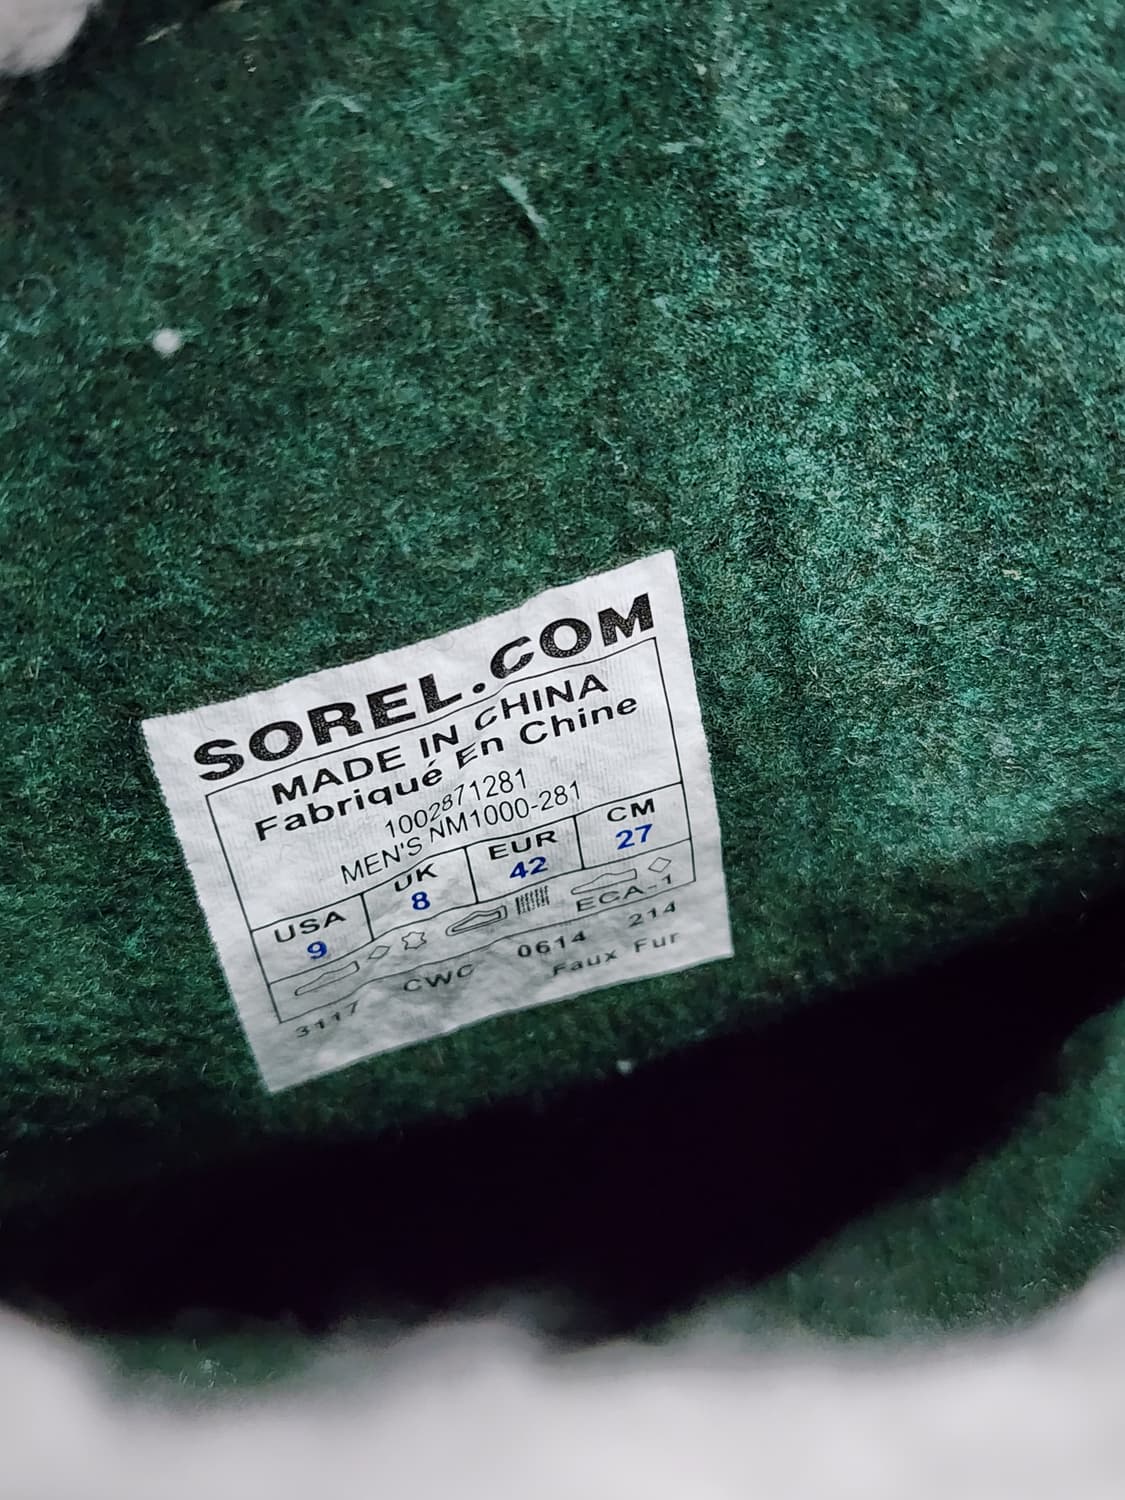 SOREL.COM
MADE IN CHINA
Fabriqué En Chine
1002871281
MEN'S NM1000-281
USA UK EUR CM
9 8 42 27
ECA-1
3117 CWC 0614 214
Faux Fur